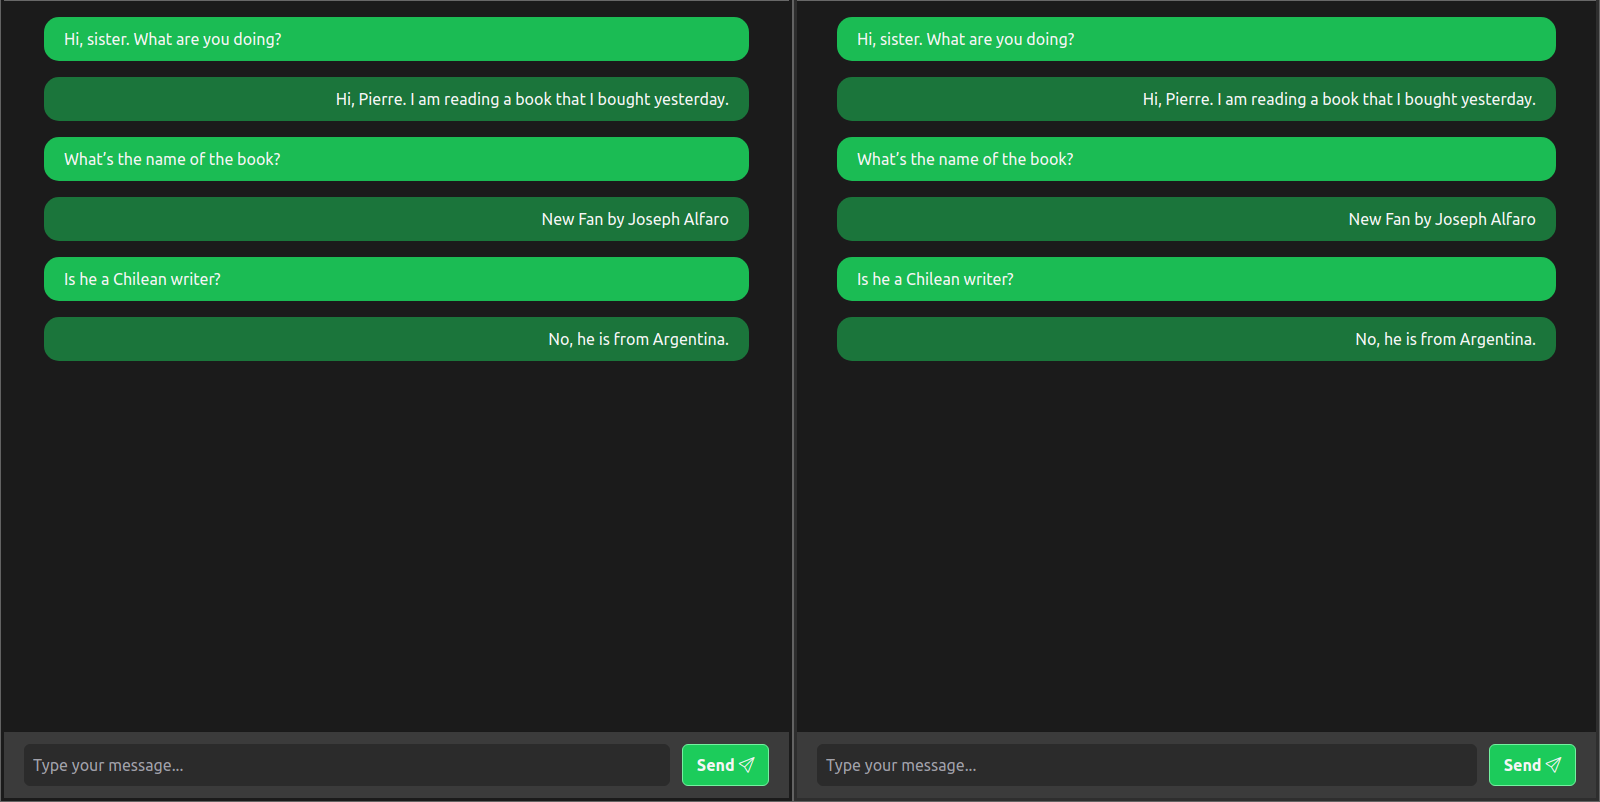 Hi, sister. What are you doing?
Hi, Pierre. I am reading a book that I bought yesterday.
What’s the name of the book?
New Fan by Joseph Alfaro
Is he a Chilean writer?
No, he is from Argentina.
Type your message...
Send
Hi, sister. What are you doing?
Hi, Pierre. I am reading a book that I bought yesterday.
What’s the name of the book?
New Fan by Joseph Alfaro
Is he a Chilean writer?
No, he is from Argentina.
Type your message...
Send